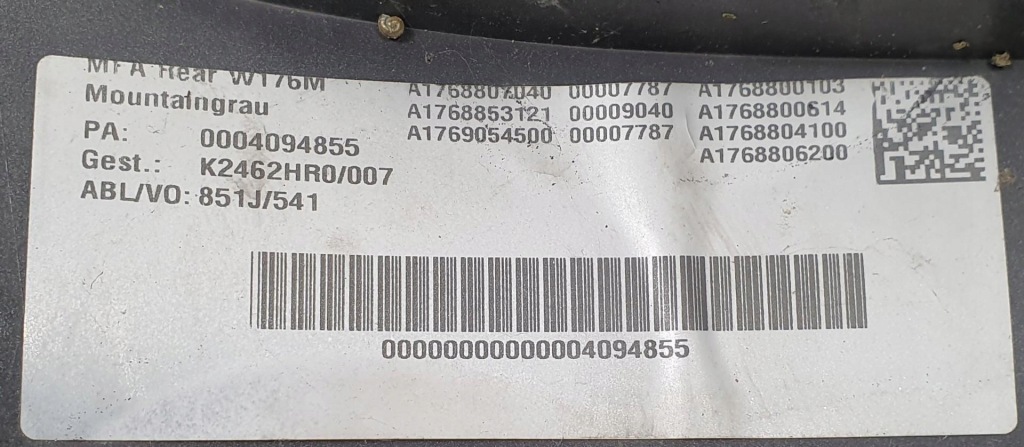 MFA Rear W176M A1768807040 00007787 A1768800103
Mountaingrau A1768853121 00009040 A1768800614
PA: 0004094855 A1769054500 00007787 A1768804100
Gest.: K2462HR0/007 A1768806200
ABL/VO: 851J/541
00000000000004094855